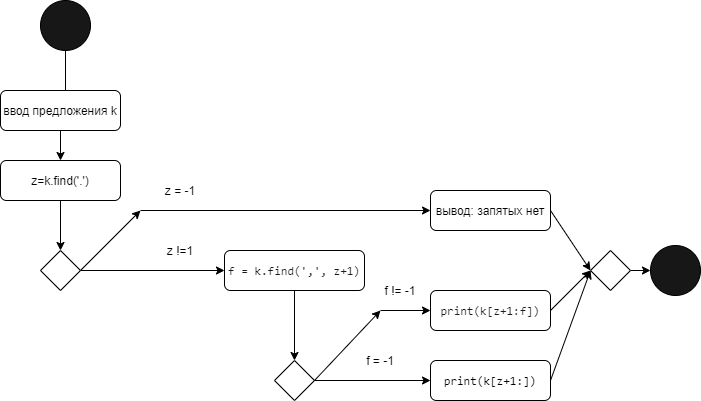 ввод предложения k
z=k.find('.')
z = -1
вывод: запятых нет
z !=1
f = k.find(',', z+1)
f != -1
print(k[z+1:f])
f = -1
print(k[z+1:])